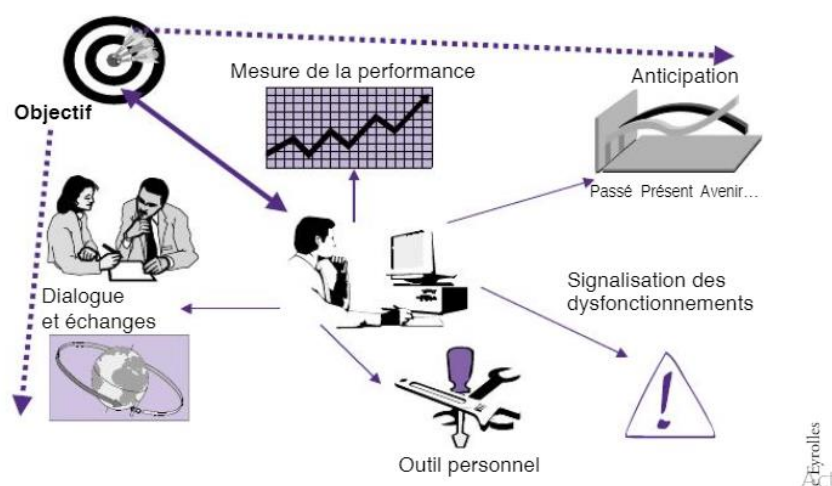 Mesure de la performance
Anticipation
Objectif
Passé Présent Avenir...
Dialogue
et échanges
Signalisation des
dysfonctionnements
!
Outil personnel
Eyrolles